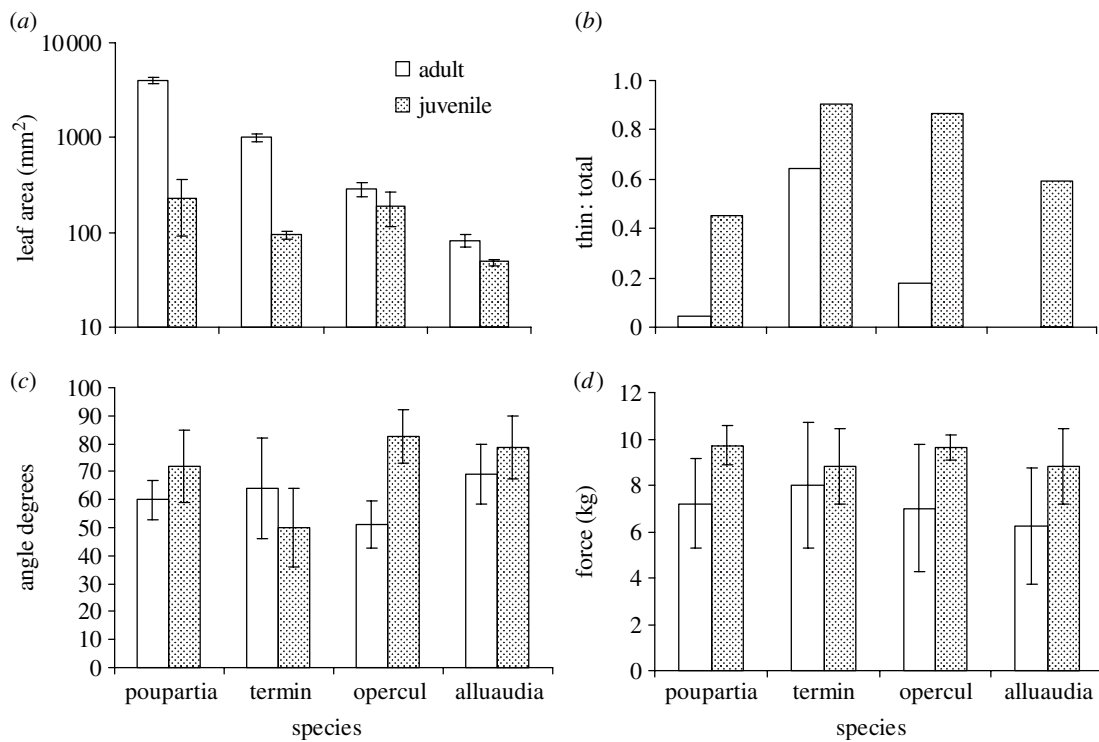 (a)
10000
1000
100
10
leaf area (mm²)
adult
juvenile
(b)
1.0
0.8
0.6
0.4
0.2
0
thin: total
(c)
100
90
80
70
60
50
40
30
20
10
0
angle degrees
poupartia termin opercul alluaudia
species
(d)
12
10
8
6
4
2
0
force (kg)
poupartia termin opercul alluaudia
species